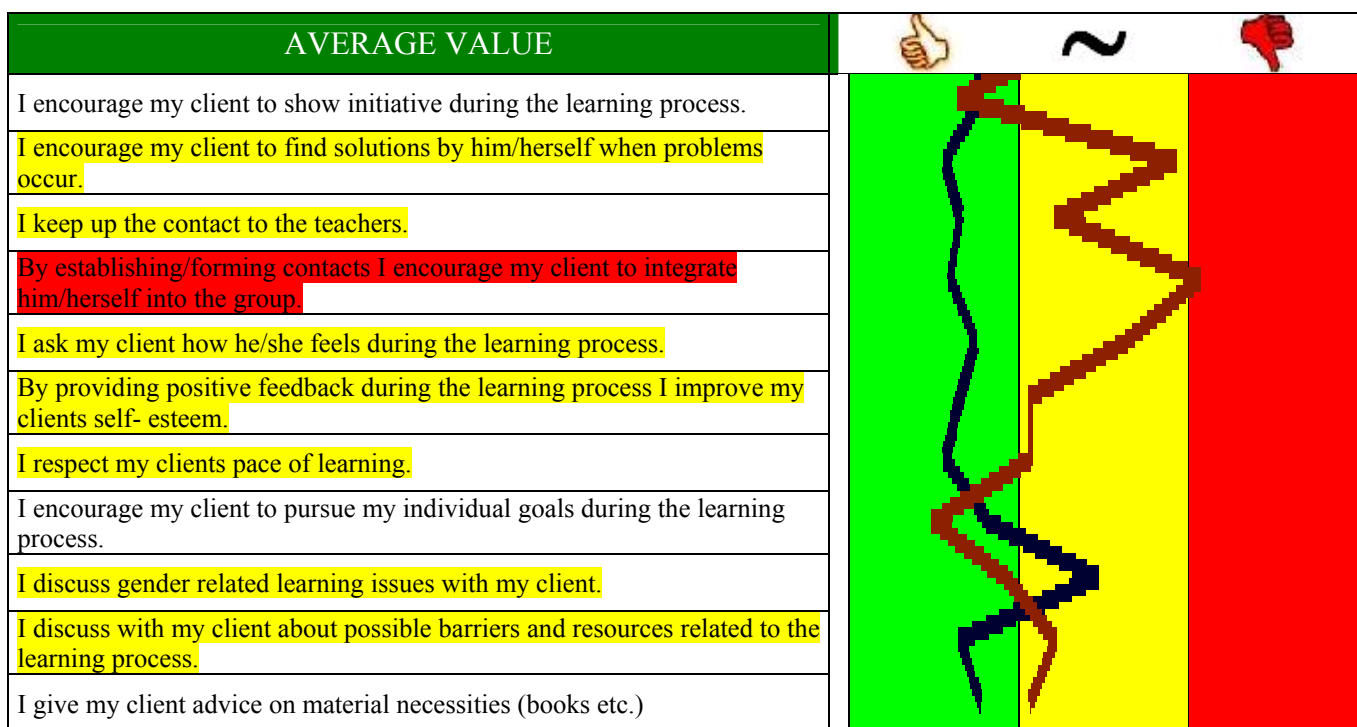 AVERAGE VALUE
~
I encourage my client to show initiative during the learning process.
I encourage my client to find solutions by him/herself when problems
occur.
I keep up the contact to the teachers.
By establishing/forming contacts I encourage my client to integrate
him/herself into the group.
I ask my client how he/she feels during the learning process.
By providing positive feedback during the learning process I improve my
clients self- esteem.
I respect my clients pace of learning.
I encourage my client to pursue my individual goals during the learning
process.
I discuss gender related learning issues with my client.
I discuss with my client about possible barriers and resources related to the
learning process.
I give my client advice on material necessities (books etc.)